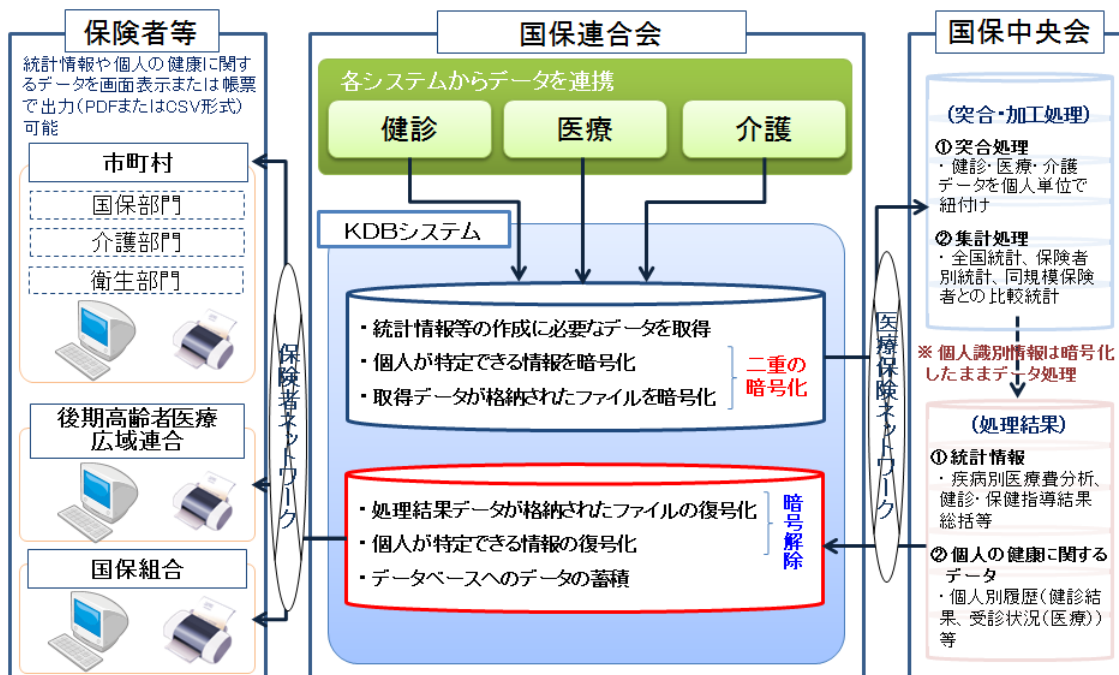 保険者等
統計情報や個人の健康に関す
るデータを画面表示または帳票
で出力(PDFまたはCSV形式)
可能
市町村
国保部門
介護部門
衛生部門
後期高齢者医療
広域連合
国保組合
保険者ネットワーク
国保連合会
各システムからデータを連携
健診
医療
介護
KDBシステム
・統計情報等の作成に必要なデータを取得
・個人が特定できる情報を暗号化
・取得データが格納されたファイルを暗号化
二重の
暗号化
・処理結果データが格納されたファイルの復号化
・個人が特定できる情報の復号化
・データベースへのデータの蓄積
暗号解除
医療保険ネットワーク
国保中央会
(突合・加工処理)
①突合処理
・健診・医療・介護
データを個人単位で
紐付け
②集計処理
・全国統計、保険者
別統計、同規模保険
者との比較統計
※個人識別情報は暗号化
したままデータ処理
(処理結果)
①統計情報
・疾病別医療費分析、
健診・保健指導結果
総括等
②個人の健康に関する
データ
・個人別履歴(健診結
果、受診状況(医療))
等